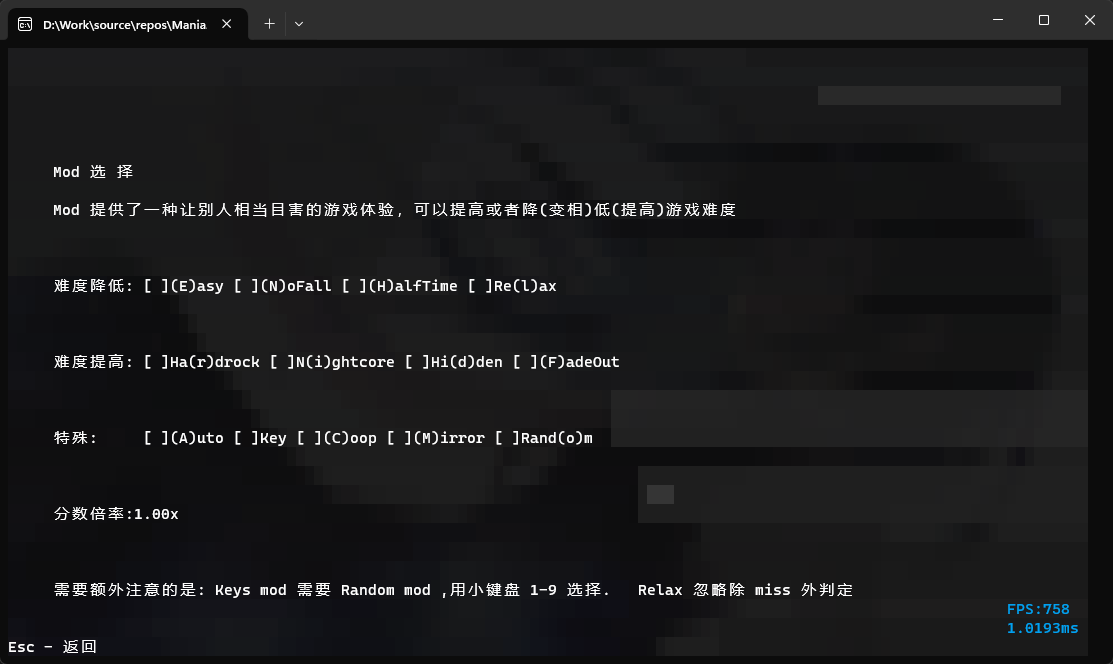 D:\Work\source\repos\Mania
Mod 选 择
Mod 提供了一种让别人相当目害的游戏体验, 可以提高或者降(变相)低(提高)游戏难度
难度降低: [ ](E)asy [ ](N)oFall [ ](H)alfTime [ ]Re(l)ax
难度提高: [ ]Ha(r)drock [ ]N(i)ghtcore [ ]Hi(d)den [ ](F)adeOut
特殊: [ ](A)uto [ ]Key [ ](C)oop [ ](M)irror [ ]Rand(o)m
分数倍率:1.00x
需要额外注意的是: Keys mod 需要 Random mod ,用小键盘 1-9 选择. Relax 忽略除 miss 外判定
FPS:758
1.0193ms
Esc - 返回